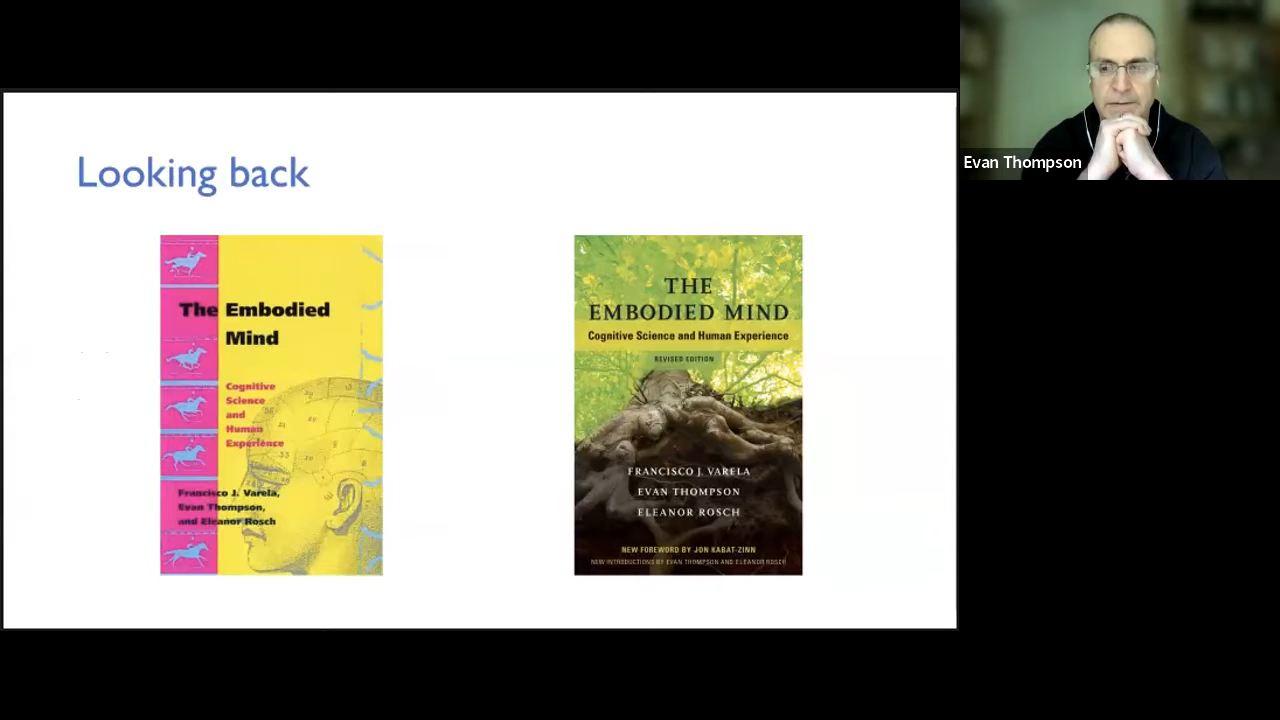 Looking back
The Embodied
Mind
Cognitive
Science
and
Human
Experience
Francisco J. Varela,
Evan Thompson,
and Eleanor Rosch
THE
EMBODIED MIND
Cognitive Science and Human Experience
REVISED EDITION
FRANCISCO J. VARELA
EVAN THOMPSON
ELEANOR ROSCH
NEW FOREWORD BY JON KABAT-ZINN
NEW INTRODUCTIONS BY EVAN THOMPSON AND ELEANOR ROSCH
Evan Thompson